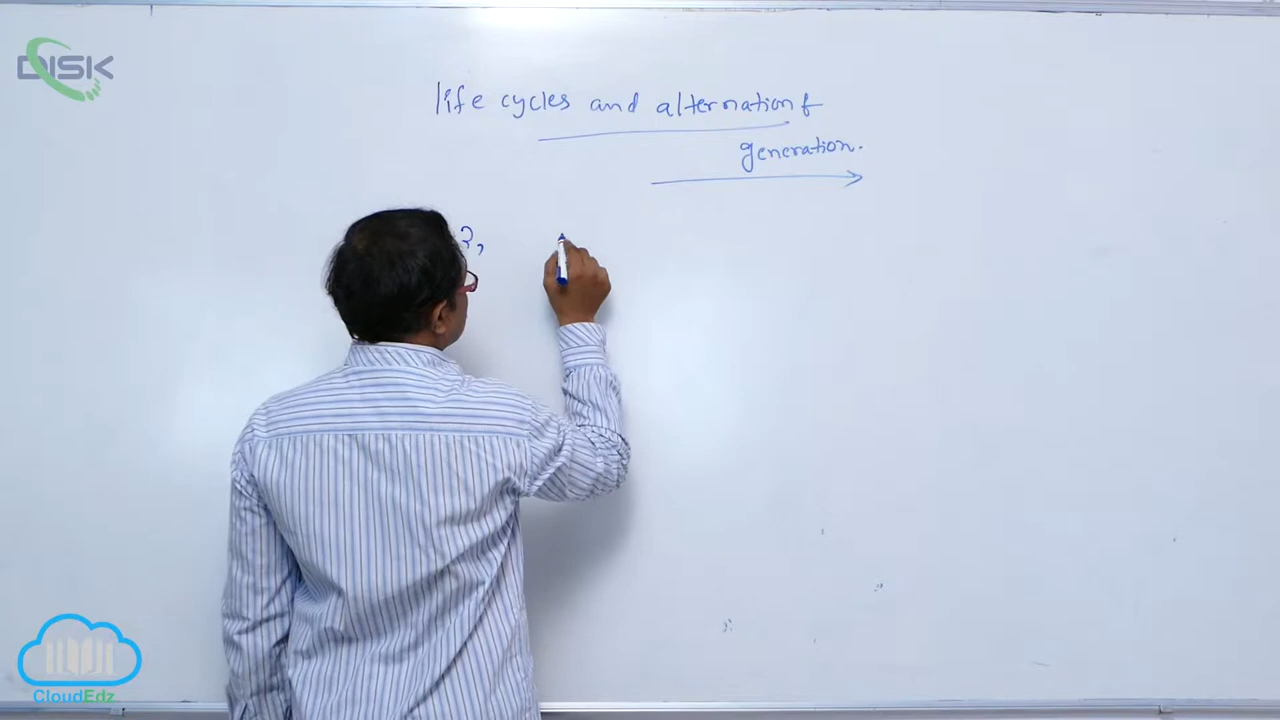 DISK
life cycles and alternation of
generation.
CloudEdz